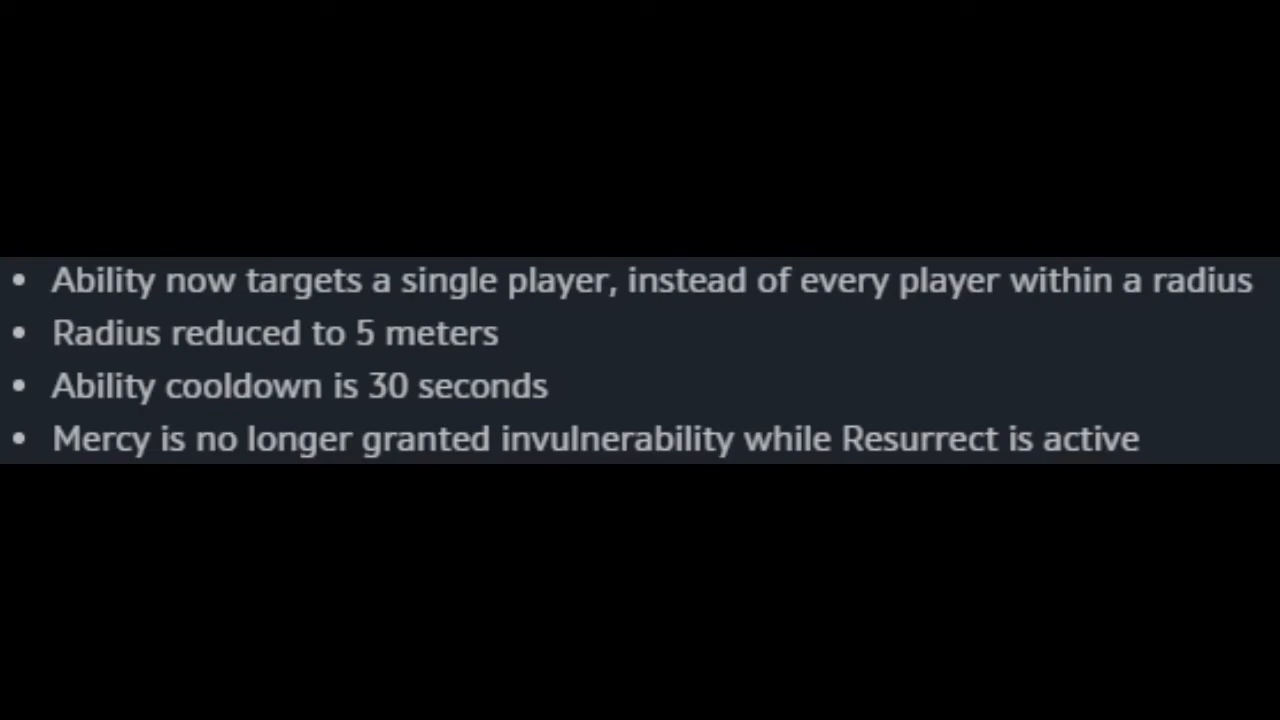 • Ability now targets a single player, instead of every player within a radius
• Radius reduced to 5 meters
• Ability cooldown is 30 seconds
• Mercy is no longer granted invulnerability while Resurrect is active